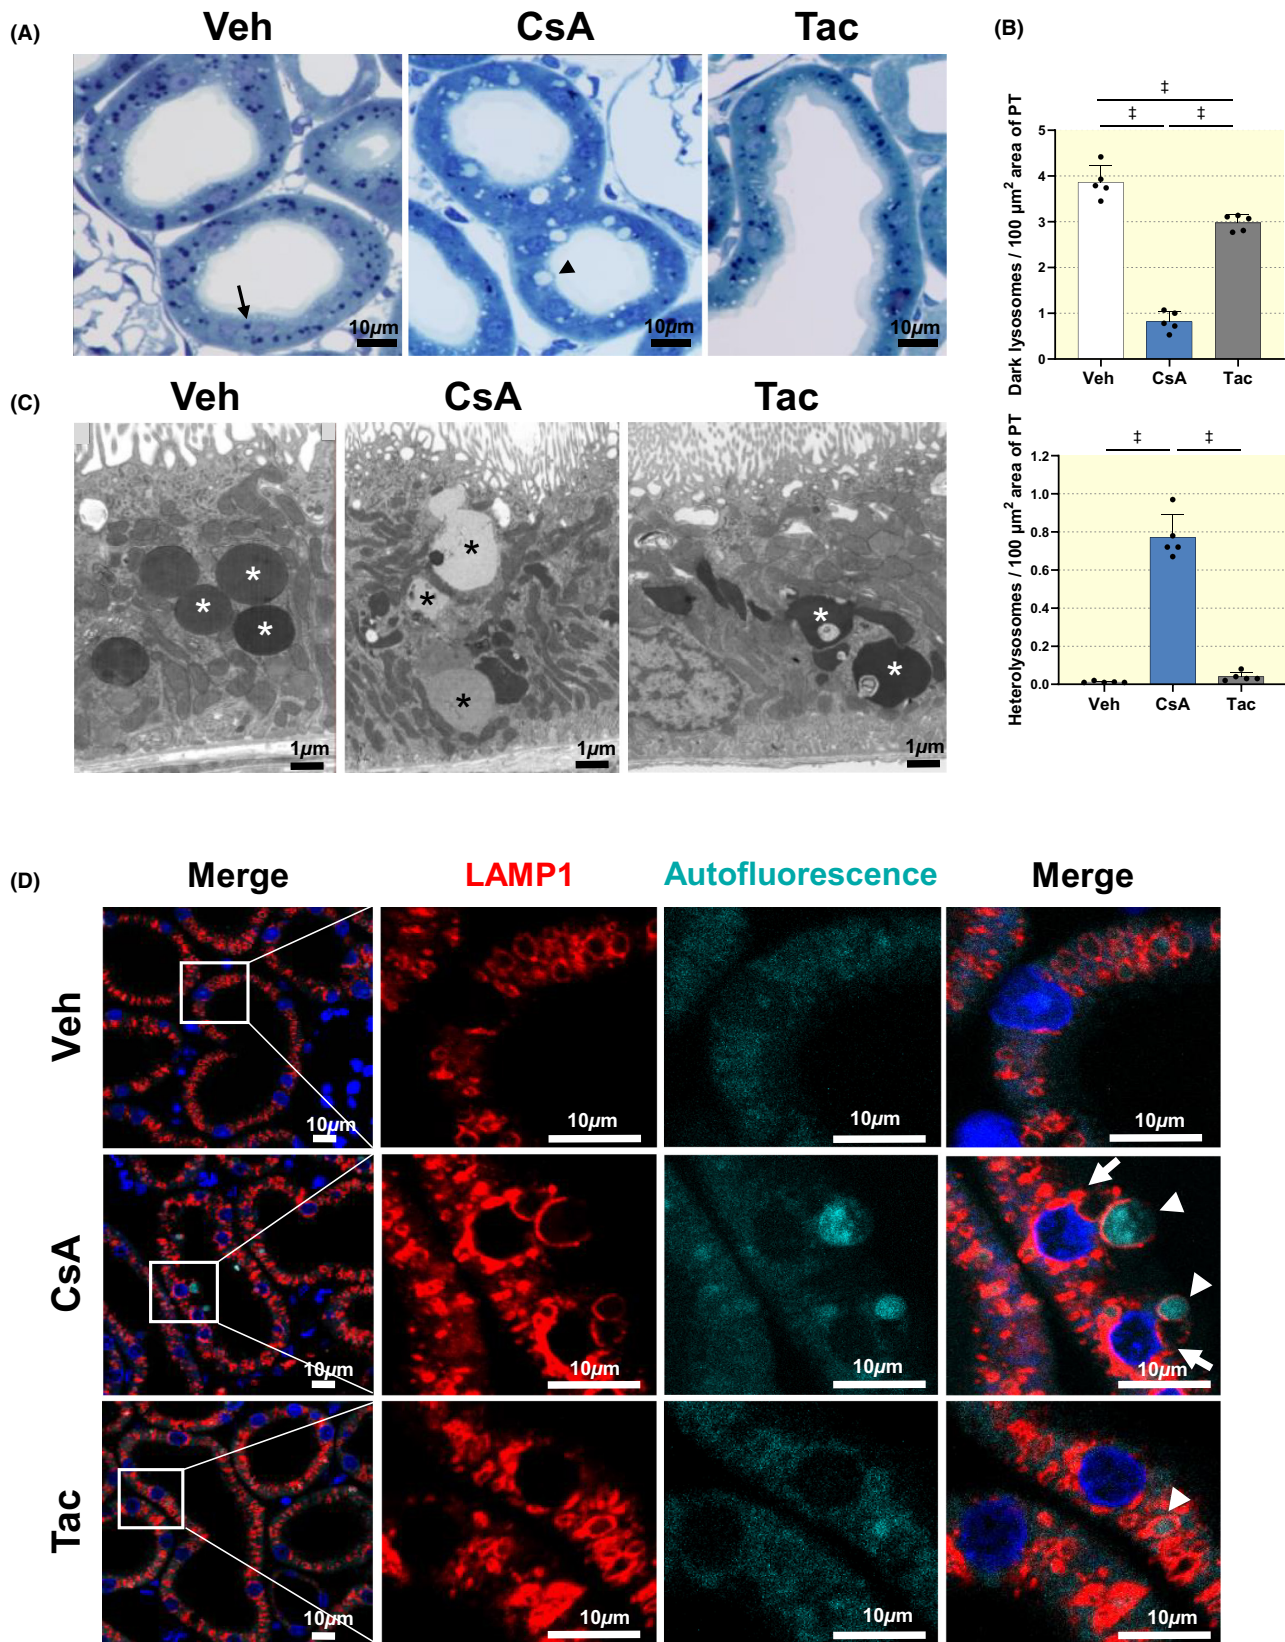 (A)
Veh
CsA
Tac
10µm
10µm
10µm
(B)
‡
‡
‡
Dark lysosomes / 100 µm² area of PT
5
4
3
2
1
0
Veh
CsA
Tac
‡
‡
Heterolysosomes / 100 µm² area of PT
1.2
1.0
0.8
0.6
0.4
0.2
0.0
Veh
CsA
Tac
(C)
Veh
CsA
Tac
*
*
*
*
*
*
*
*
1µm
1µm
1µm
(D)
Merge
LAMP1
Autofluorescence
Merge
Veh
10µm
10µm
10µm
10µm
CsA
10µm
10µm
10µm
10µm
Tac
10µm
10µm
10µm
10µm